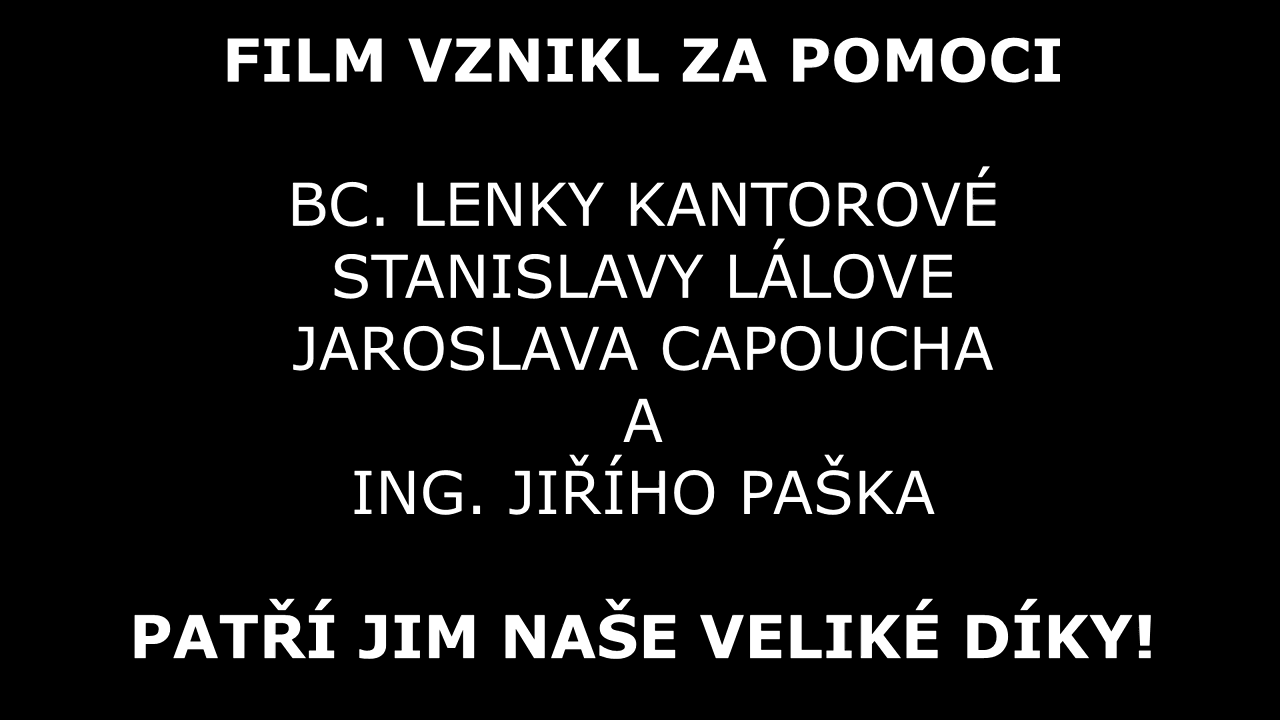 FILM VZNIKL ZA POMOCI
BC. LENKY KANTOROVÉ
STANISLAVY LÁLOVE
JAROSLAVA CAPOUCHA
A
ING. JIŘÍHO PAŠKA
PATŘÍ JIM NAŠE VELIKÉ DÍKY!